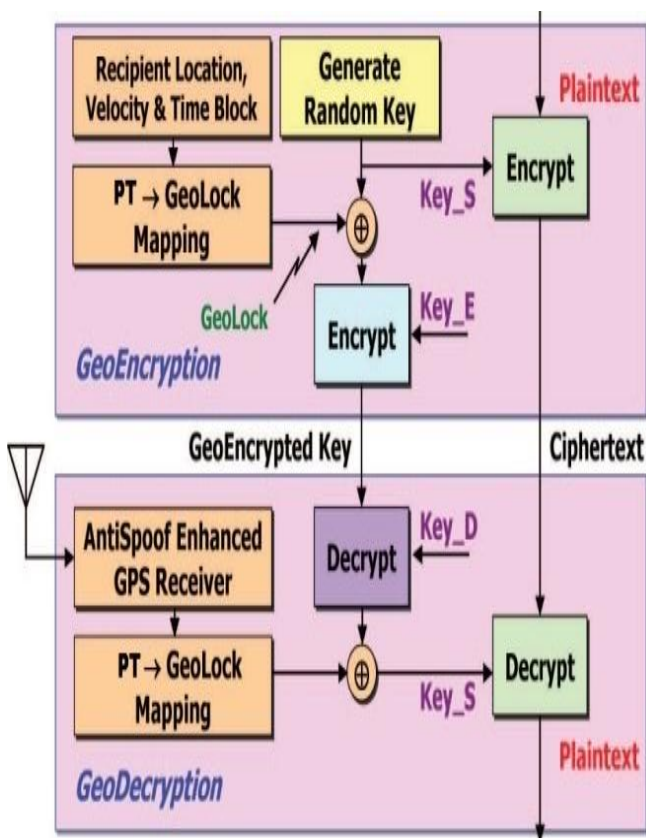 Recipient Location,
Velocity & Time Block
Generate
Random Key
Plaintext
PT → GeoLock
Mapping
⊕
Key_S
Encrypt
GeoLock
Encrypt
Key_E
GeoEncryption
GeoEncrypted Key
Ciphertext
AntiSpoof Enhanced
GPS Receiver
Decrypt
Key_D
PT → GeoLock
Mapping
⊕
Key_S
Decrypt
Plaintext
GeoDecryption